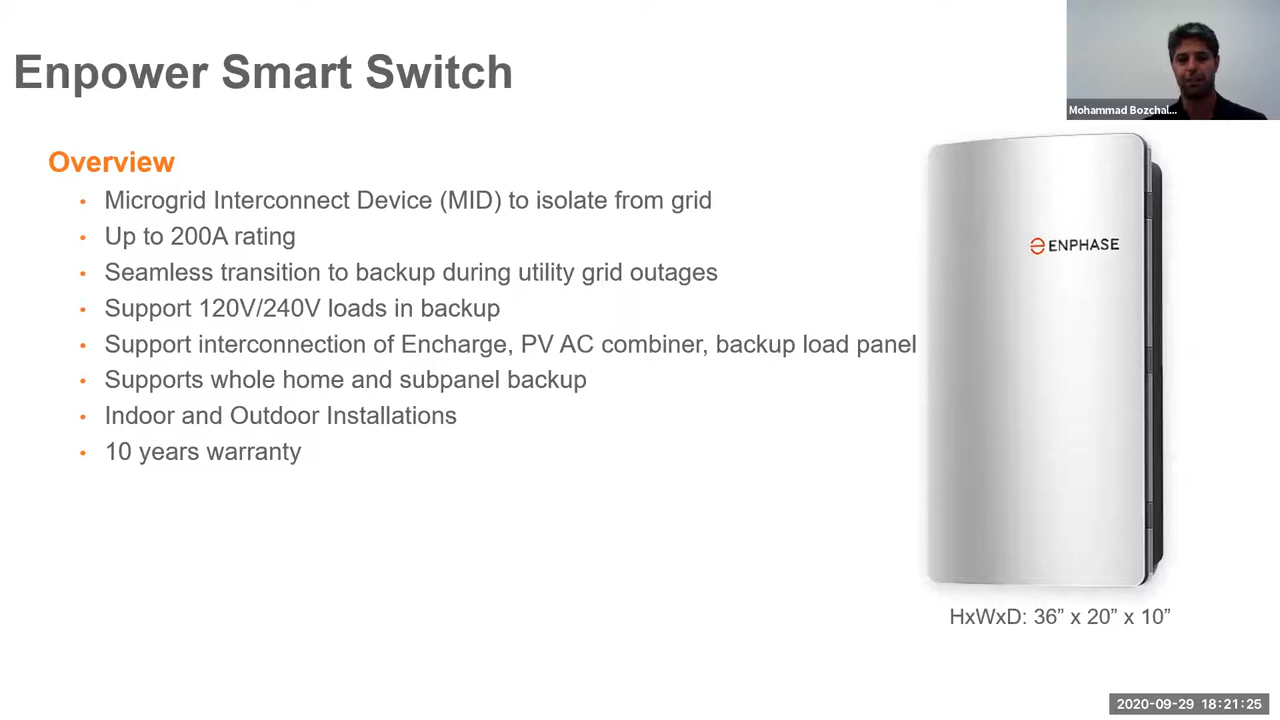 Enpower Smart Switch
Mohammad Bozchal...
Overview
• Microgrid Interconnect Device (MID) to isolate from grid
• Up to 200A rating
• Seamless transition to backup during utility grid outages
• Support 120V/240V loads in backup
• Support interconnection of Encharge, PV AC combiner, backup load panel
• Supports whole home and subpanel backup
• Indoor and Outdoor Installations
• 10 years warranty
ENPHASE
HxWxD: 36” x 20” x 10”
2020-09-29 18:21:25